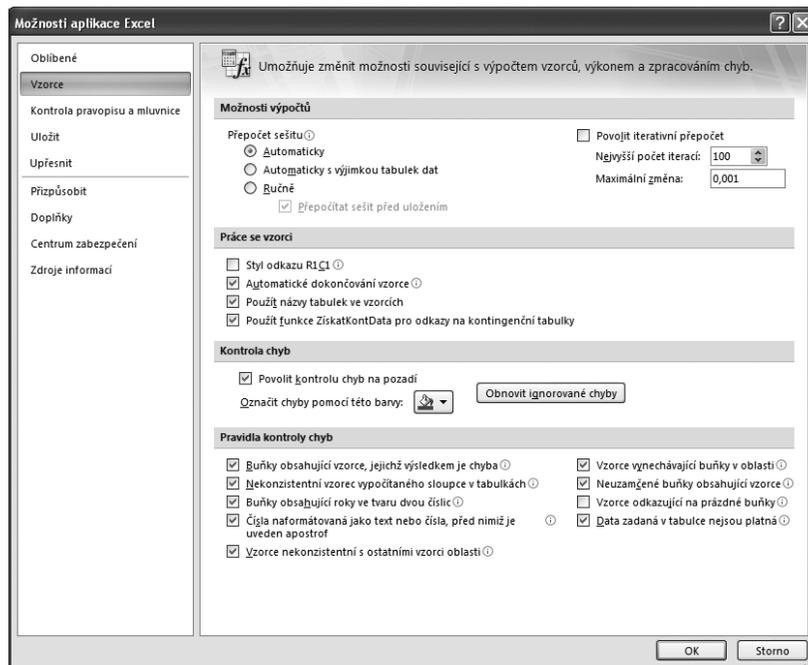 Možnosti aplikace Excel
Oblíbené
Vzorce
Kontrola pravopisu a mluvnice
Uložit
Upřesnit
Přizpůsobit
Doplňky
Centrum zabezpečení
Zdroje informací
Umožňuje změnit možnosti související s výpočtem vzorců, výkonem a zpracováním chyb.
Možnosti výpočtů
Přepočet sešitu
Automaticky
Automaticky s výjimkou tabulek dat
Ručně
Přepočítat sešit před uložením
Povolit iterativní přepočet
Nejvyšší počet iterací: 100
Maximální změna: 0,001
Práce se vzorci
Styl odkazu R1C1
Automatické dokončování vzorce
Použít názvy tabulek ve vzorcích
Použít funkce ZískatKontData pro odkazy na kontingenční tabulky
Kontrola chyb
Povolit kontrolu chyb na pozadí
Označit chyby pomocí této barvy:
Obnovit ignorované chyby
Pravidla kontroly chyb
Buňky obsahující vzorce, jejichž výsledkem je chyba
Nekonzistentní vzorec vypočítaného sloupce v tabulkách
Buňky obsahující roky ve tvaru dvou číslic
Čísla naformátovaná jako text nebo čísla, před nimiž je
uveden apostrof
Vzorce nekonzistentní s ostatními vzorci oblasti
Vzorce vynechávající buňky v oblasti
Neuzamčené buňky obsahující vzorce
Vzorce odkazující na prázdné buňky
Data zadaná v tabulce nejsou platná
OK
Storno